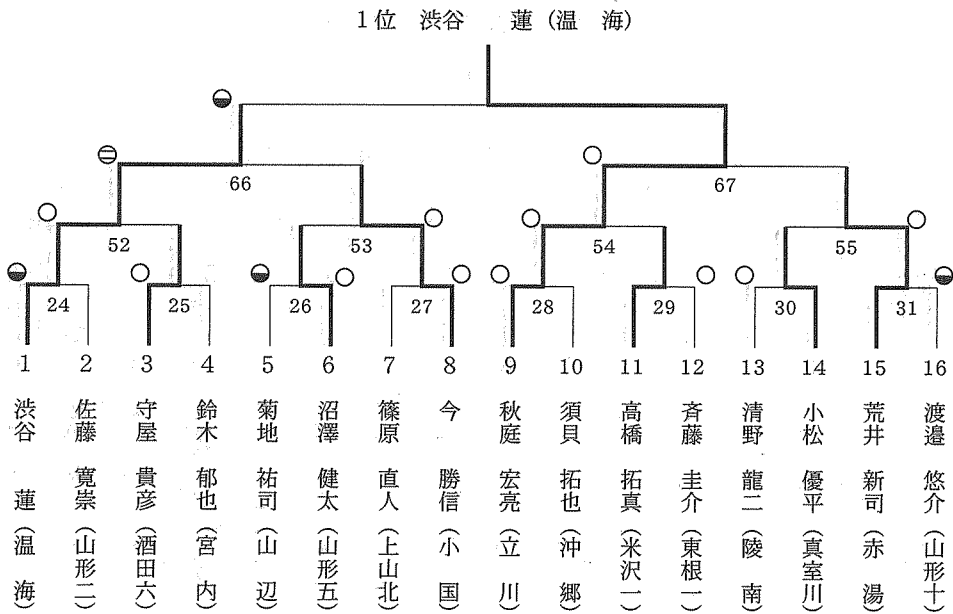 1位 渋谷 蓮（温 海）
66
67
52
53
54
55
24
25
26
27
28
29
30
31
1
2
3
4
5
6
7
8
9
10
11
12
13
14
15
16
渋谷 蓮（温 海）
佐藤 寛崇（山形二）
守屋 貴彦（酒田六）
鈴木 郁也（宮 内）
菊地 祐司（山 辺）
沼澤 健太（山形五）
篠原 直人（上山北）
今 勝信（小 国）
秋庭 宏亮（立 川）
須貝 拓也（沖 郷）
高橋 拓真（米沢一）
斉藤 圭介（東根一）
清野 龍二（陵 南）
小松 優平（真室川）
荒井 新司（赤 湯）
渡邉 悠介（山形十）